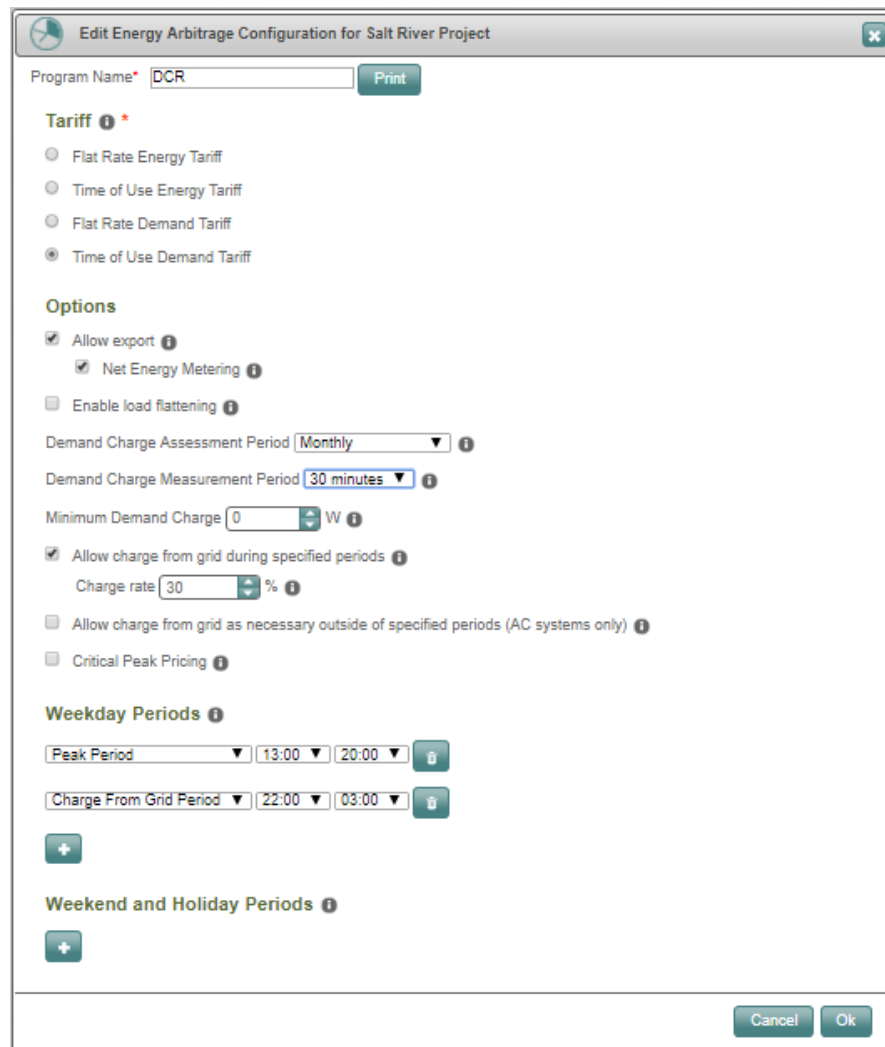 Edit Energy Arbitrage Configuration for Salt River Project
Program Name* DCR Print
Tariff *
Flat Rate Energy Tariff
Time of Use Energy Tariff
Flat Rate Demand Tariff
Time of Use Demand Tariff
Options
Allow export
Net Energy Metering
Enable load flattening
Demand Charge Assessment Period Monthly
Demand Charge Measurement Period 30 minutes
Minimum Demand Charge 0 W
Allow charge from grid during specified periods
Charge rate 30 %
Allow charge from grid as necessary outside of specified periods (AC systems only)
Critical Peak Pricing
Weekday Periods
Peak Period 13:00 20:00
Charge From Grid Period 22:00 03:00
Weekend and Holiday Periods
Cancel Ok